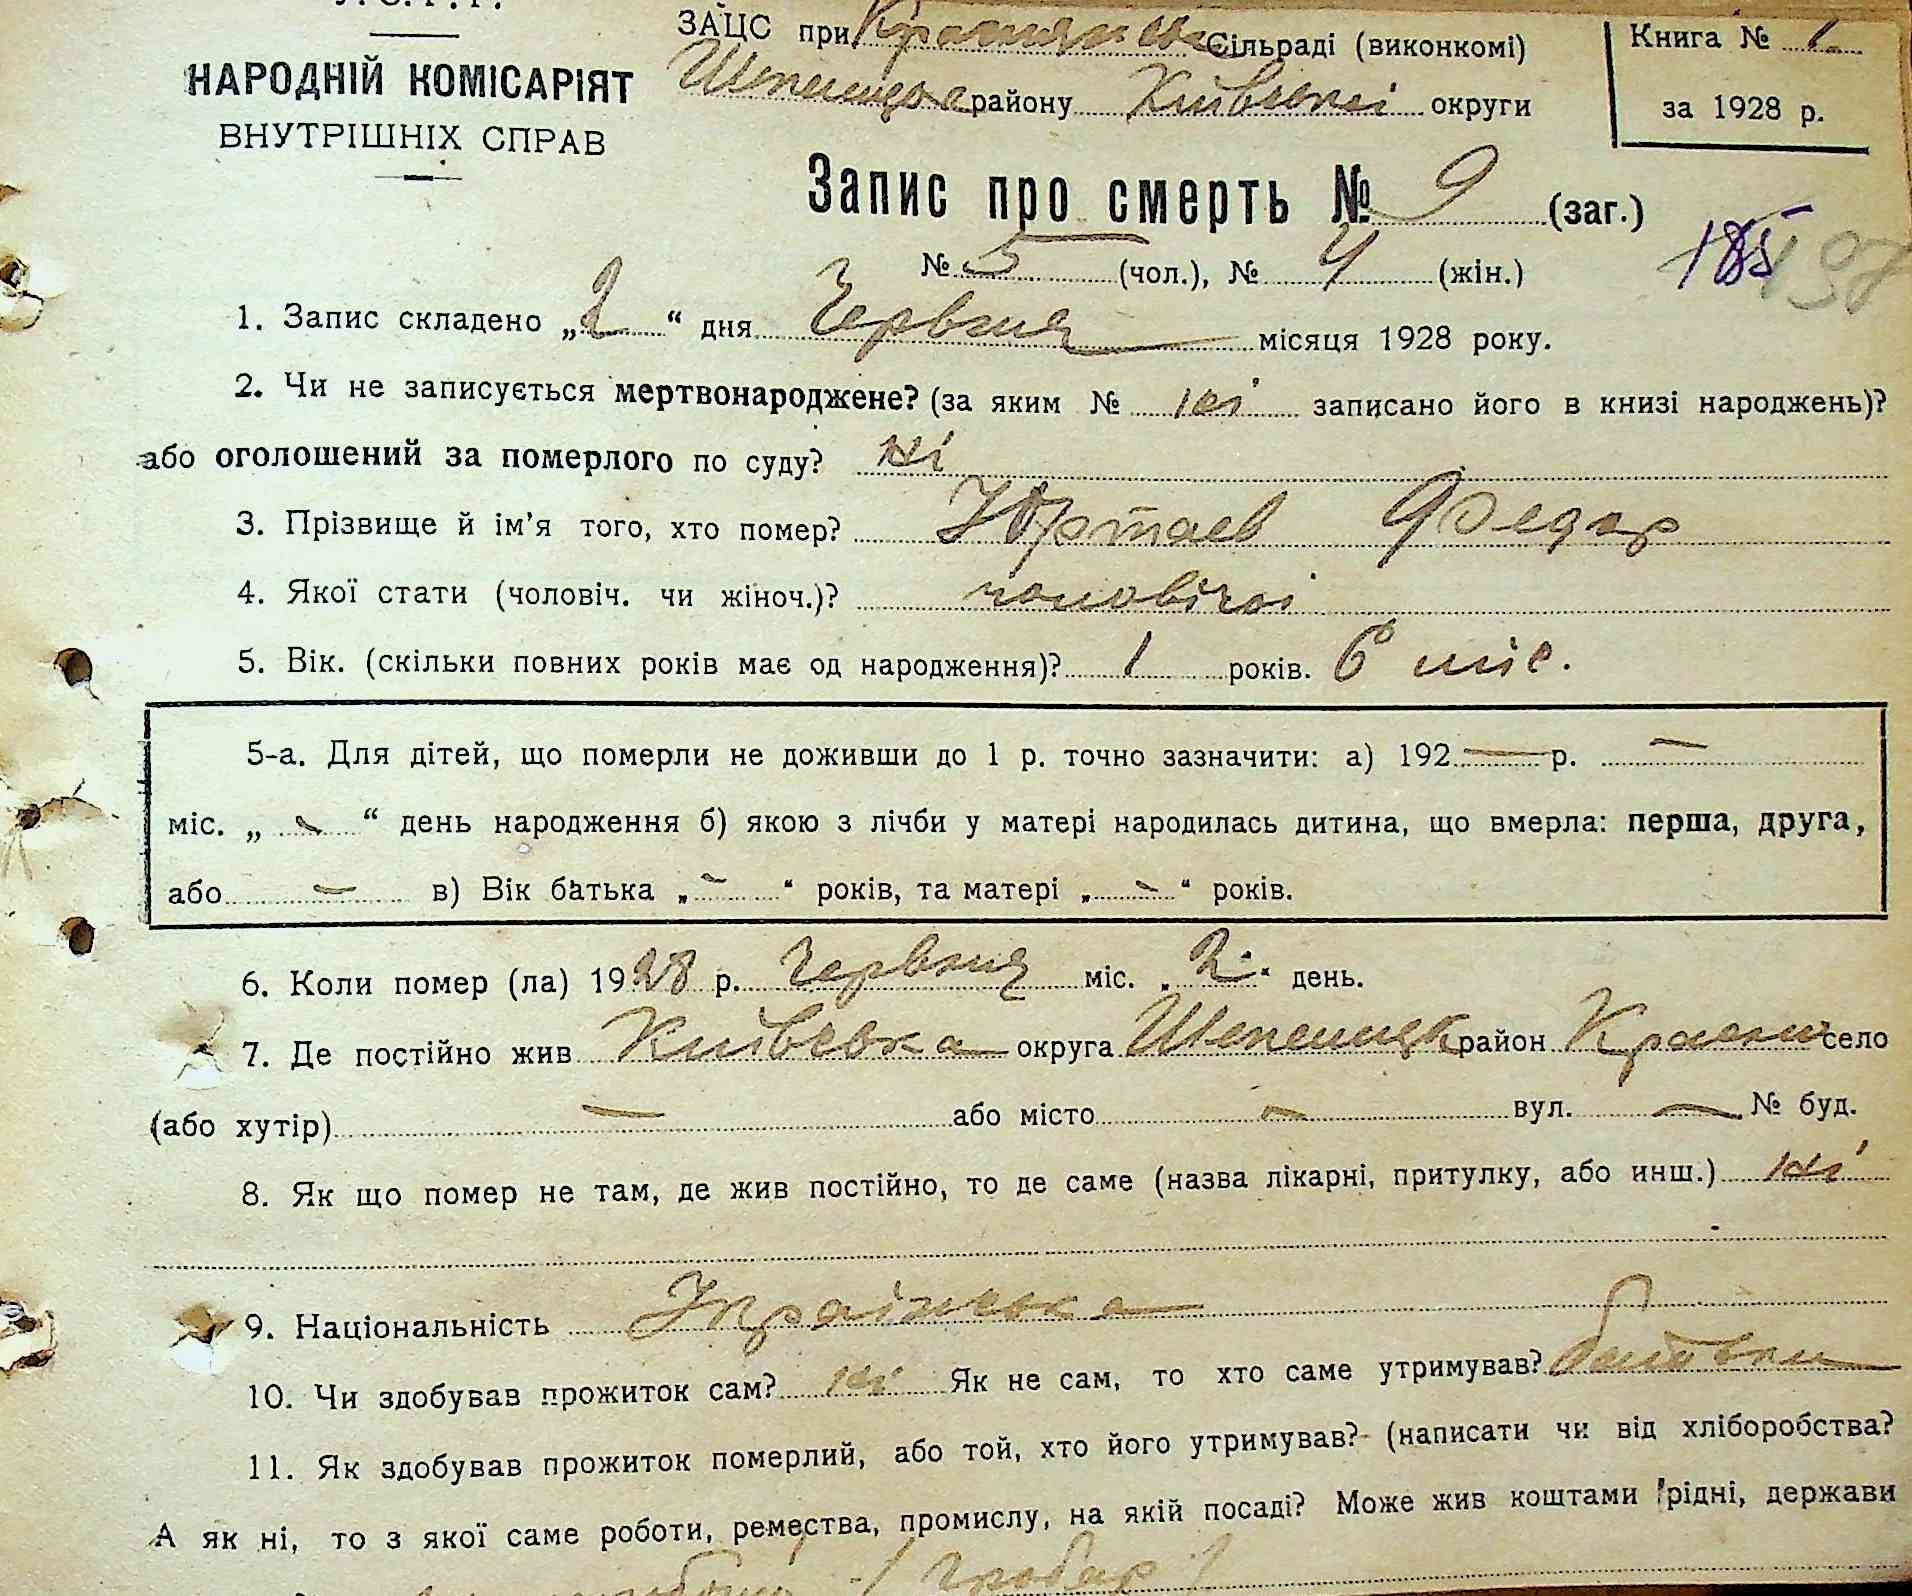 У.С.Р.Р.
НАРОДНІЙ КОМІСАРІЯТ
ВНУТРІШНІХ СПРАВ
ЗАЦС при Сільраді (виконкомі)
району Київської округи
Книга № 1
за 1928 р.
Запис про смерть № 9 (заг.)
№ 5 (чол.), № 4 (жін.)
185 198
1. Запис складено „2“ дня Червня місяця 1928 року.
2. Чи не записується мертвонароджене? (за яким № ні записано його в книзі народжень)?
або оголошений за померлого по суду? ні
3. Прізвище й ім'я того, хто помер? Юртаев Федір
4. Якої стати (чоловіч. чи жіноч.)? чоловічої
5. Вік. (скільки повних років має од народження)? 1 років. 6 міс.
5-а. Для дітей, що померли не доживши до 1 р. точно зазначити: а) 192 — р. —
міс. „ — “ день народження б) якою з лічби у матері народилась дитина, що вмерла: перша, друга,
або — в) Вік батька „ — “ років, та матері „ — “ років.
6. Коли помер (ла) 1928 р. Червня міс. „2“ день.
7. Де постійно жив Київська округа район село
(або хутір) — або місто — вул. — № буд.
8. Як що помер не там, де жив постійно, то де саме (назва лікарні, притулку, або инш.) ні
9. Національність Українська
10. Чи здобував прожиток сам? ні Як не сам, то хто саме утримував? батьки
11. Як здобував прожиток померлий, або той, хто його утримував? (написати чи від хліборобства?
А як ні, то з якої саме роботи, ремества, промислу, на якій посаді? Може жив коштами рідні, держави